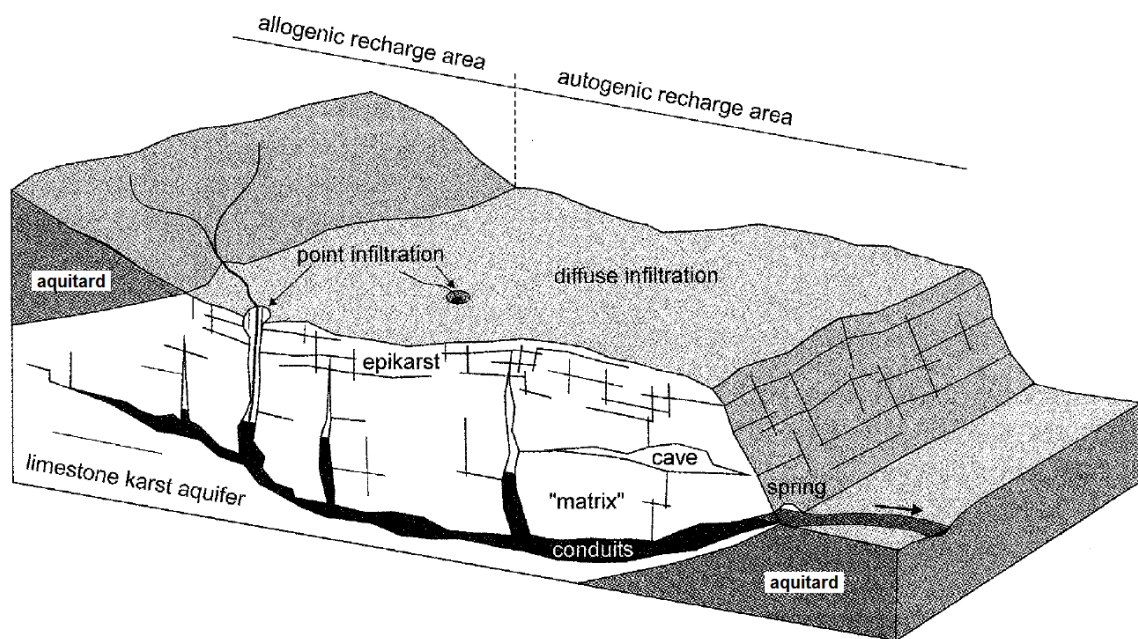 allogenic recharge area
autogenic recharge area
point infiltration
diffuse infiltration
aquitard
epikarst
cave
limestone karst aquifer
"matrix"
spring
conduits
aquitard